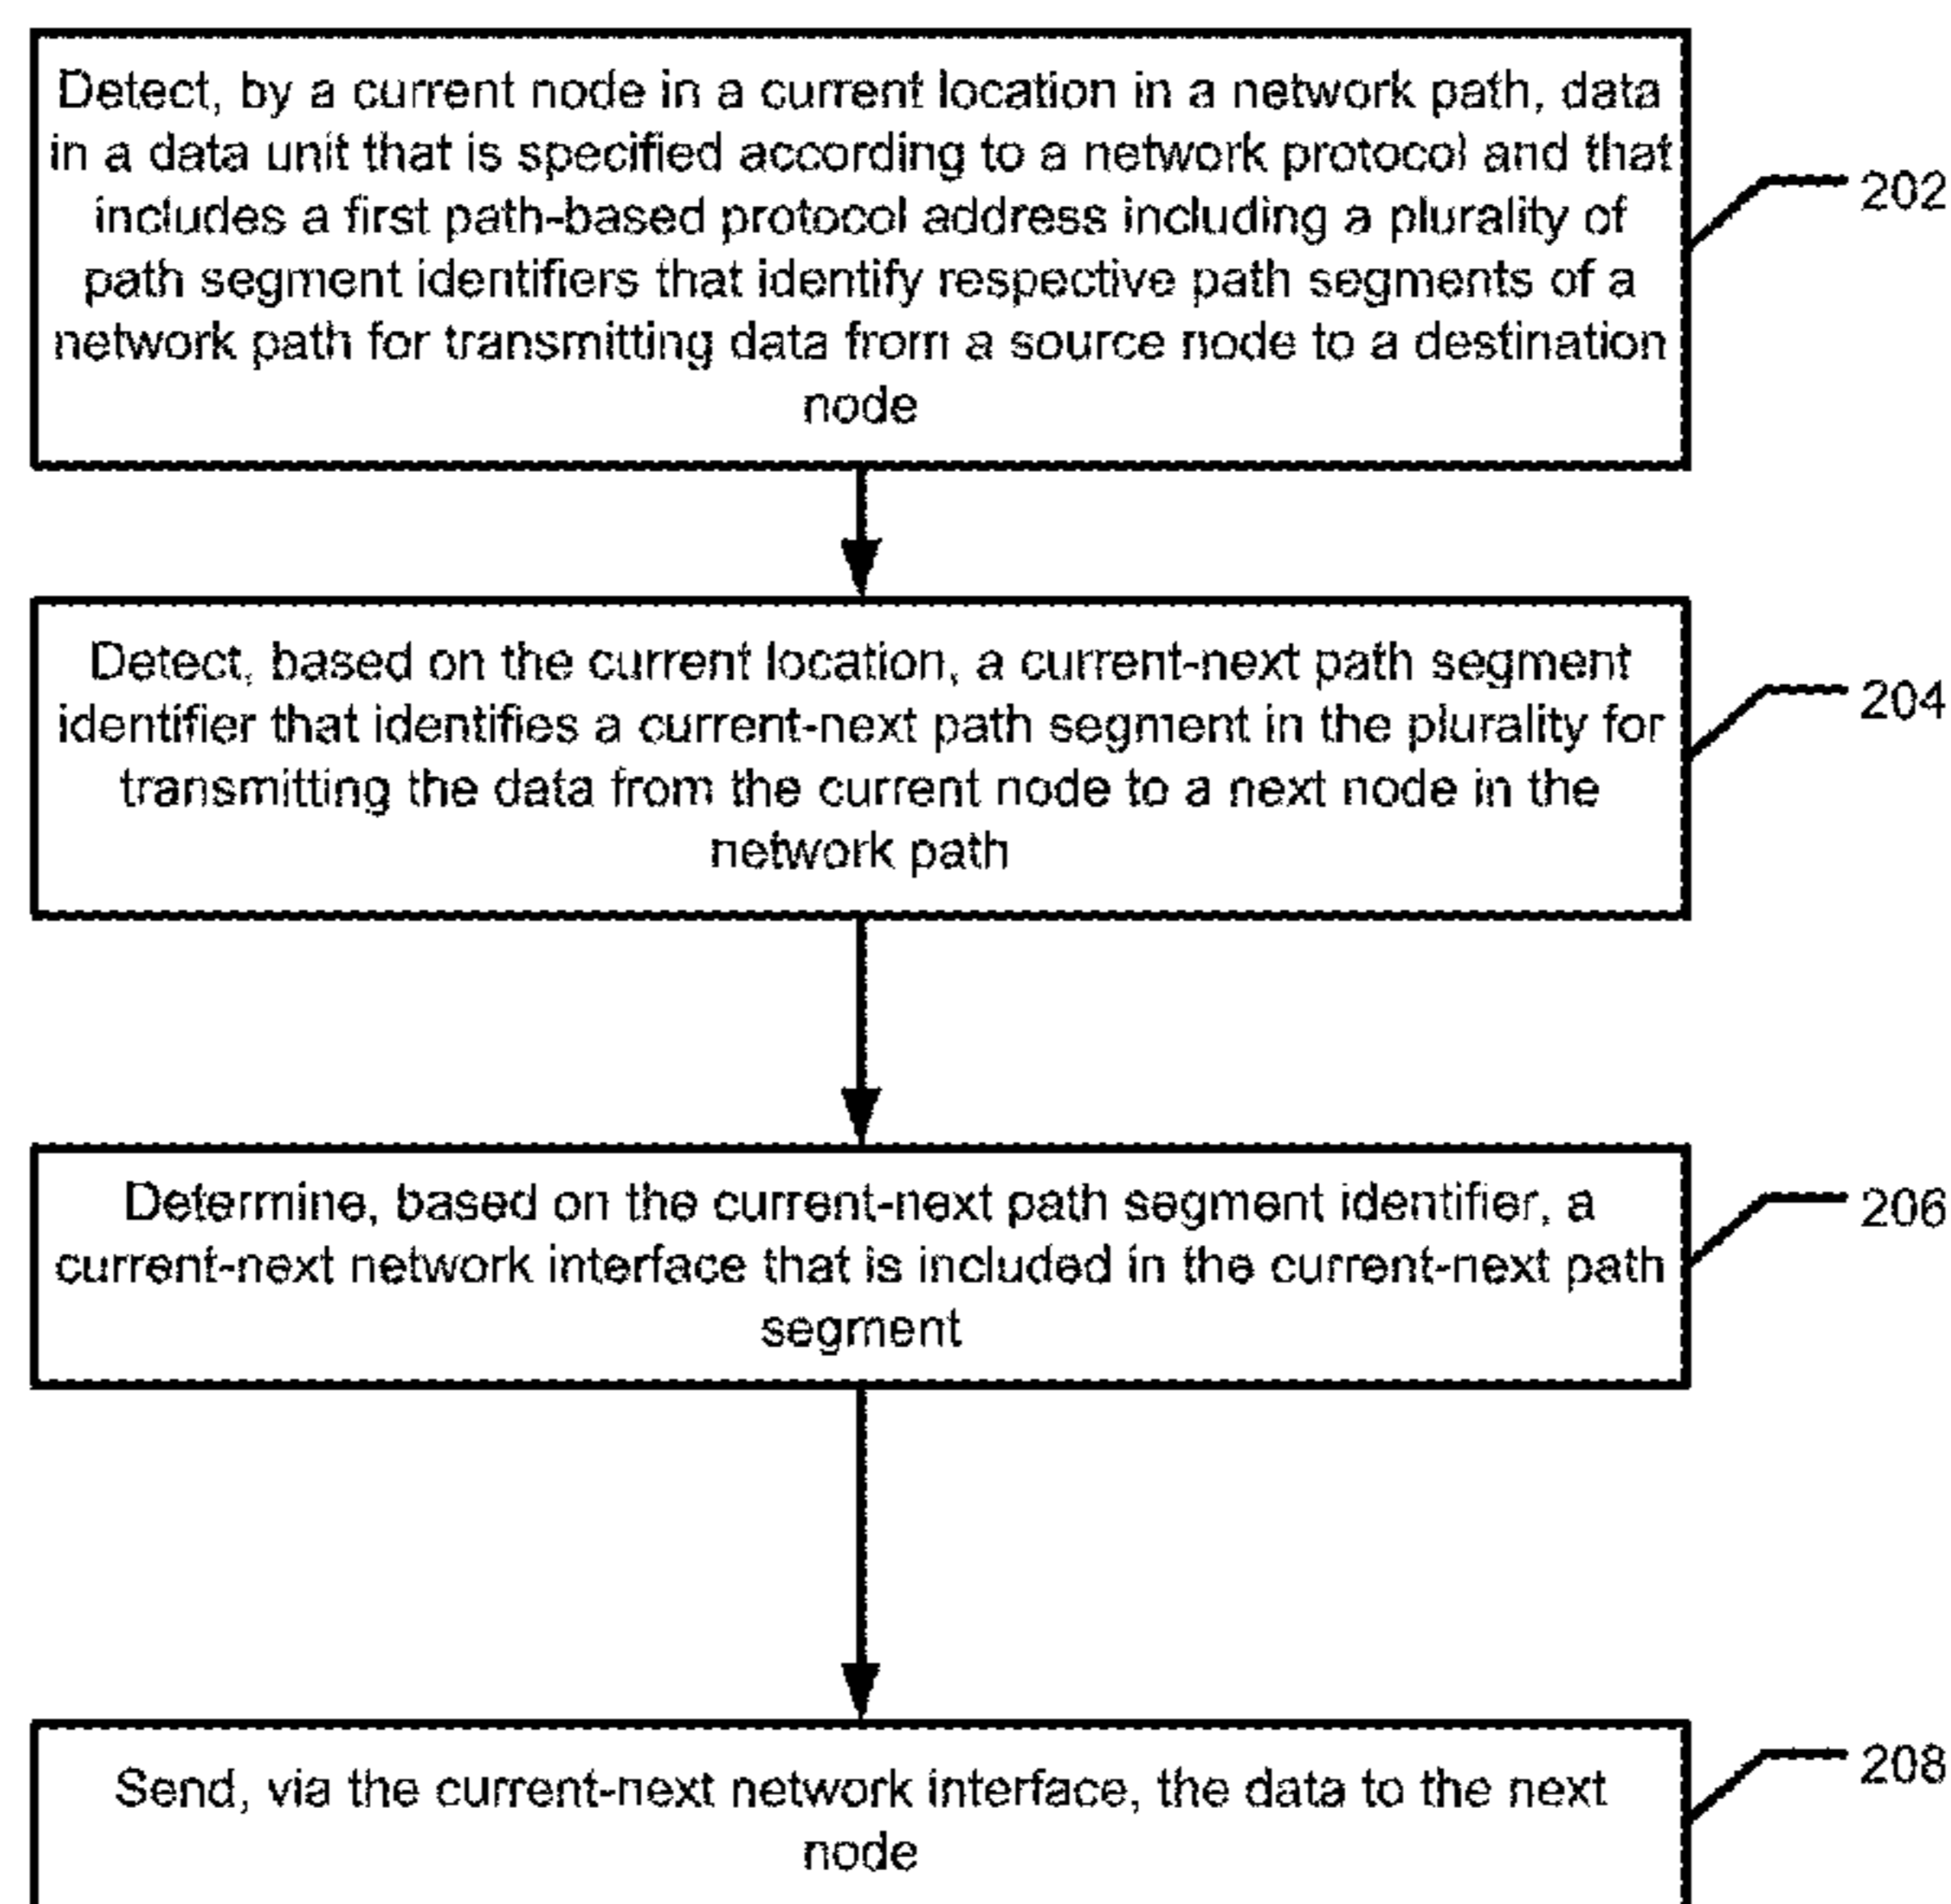 Detect, by a current node in a current location in a network path, data
in a data unit that is specified according to a network protocol and that
includes a first path-based protocol address including a plurality of
path segment identifiers that identify respective path segments of a
network path for transmitting data from a source node to a destination
node
202
Detect, based on the current location, a current-next path segment
identifier that identifies a current-next path segment in the plurality for
transmitting the data from the current node to a next node in the
network path
204
Determine, based on the current-next path segment identifier, a
current-next network interface that is included in the current-next path
segment
206
Send, via the current-next network interface, the data to the next
node
208